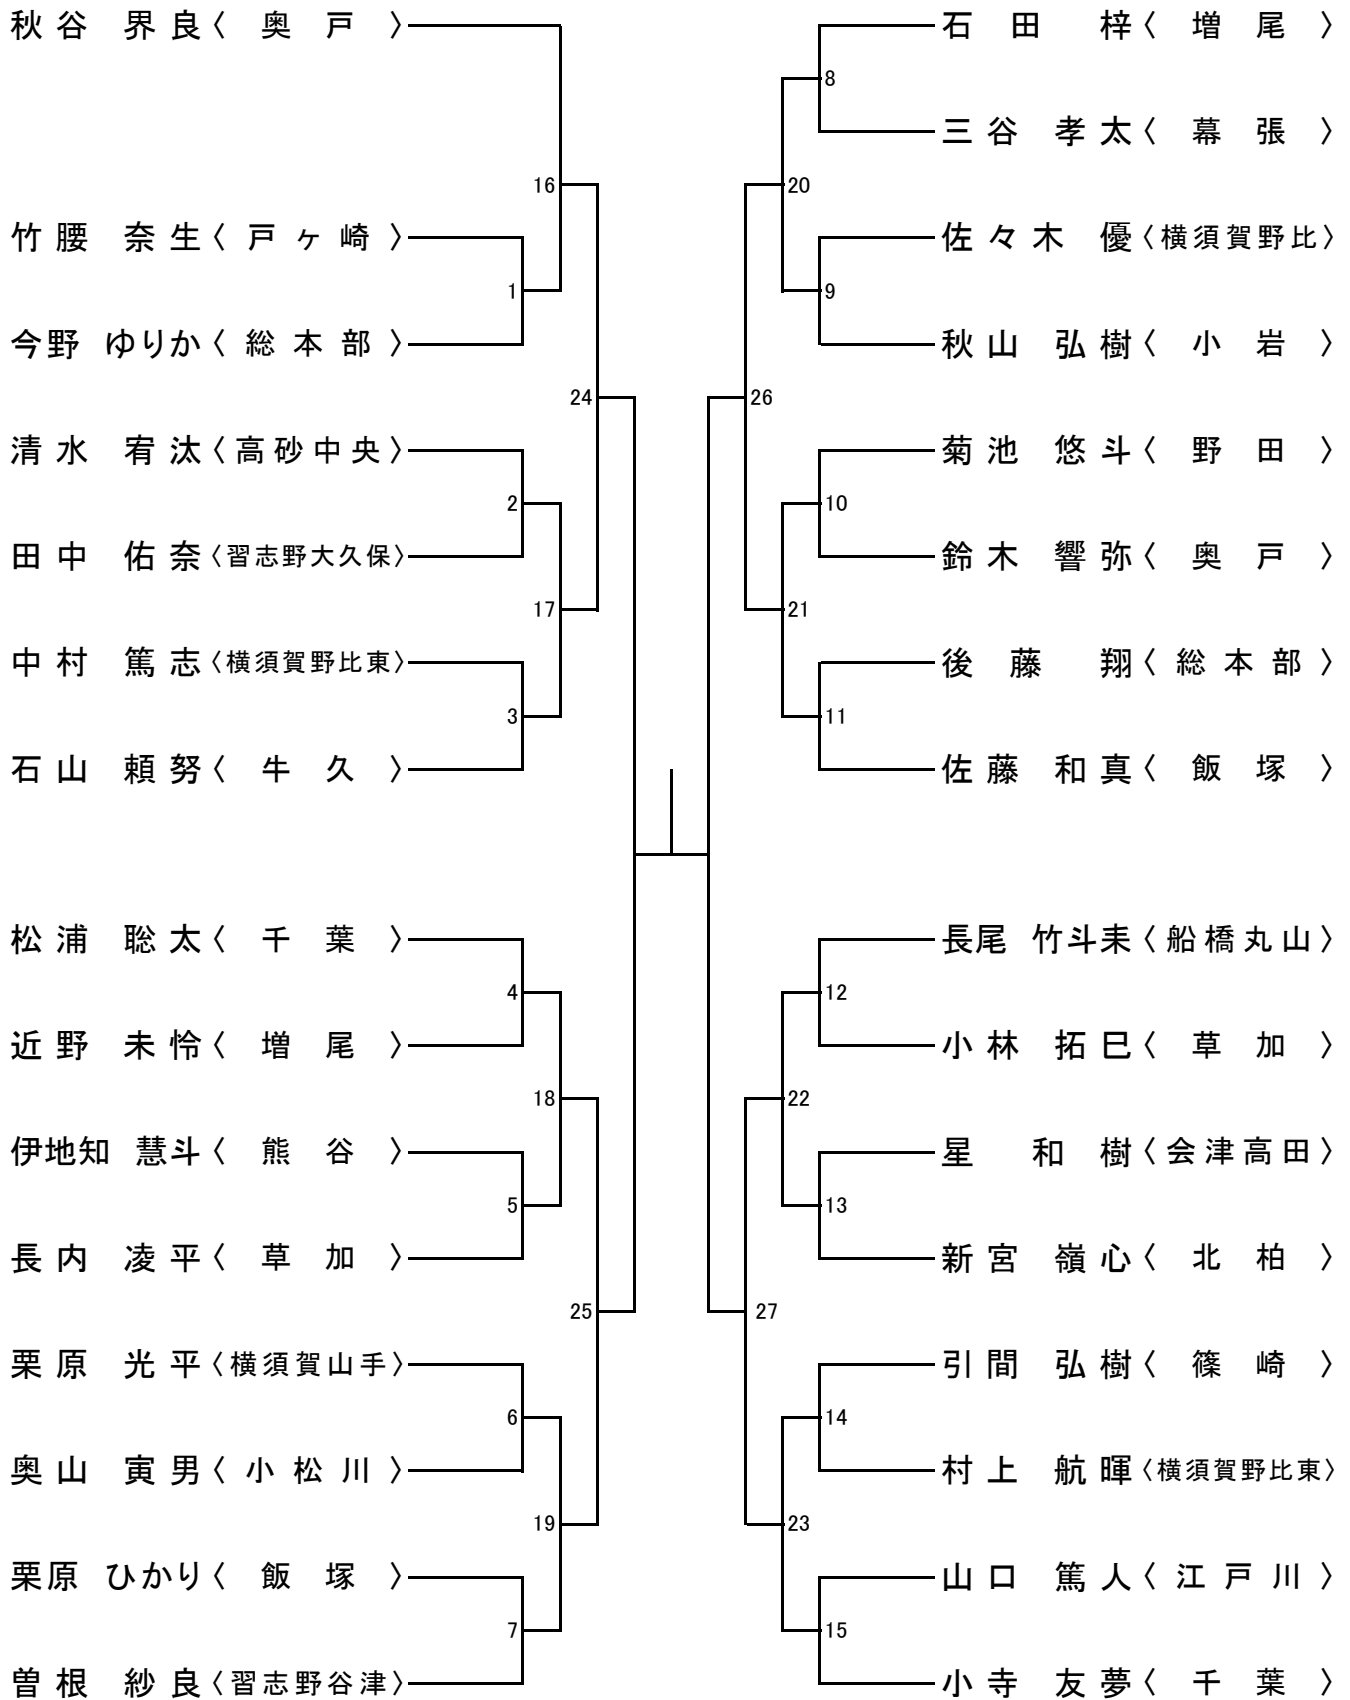 秋谷 界良〈 奥戸 〉
16
竹腰 奈生〈 戸ヶ崎 〉
1
今野 ゆりか〈 総本部 〉
24
清水 宥汰〈高砂中央〉
2
田中 佑奈〈習志野大久保〉
17
中村 篤志〈横須賀野比東〉
3
石山 頼努〈 牛久 〉
松浦 聡太〈 千葉 〉
4
近野 未怜〈 増尾 〉
18
伊地知 慧斗〈 熊谷 〉
5
長内 凌平〈 草加 〉
25
栗原 光平〈横須賀山手〉
6
奥山 寅男〈 小松川 〉
19
栗原 ひかり〈 飯塚 〉
7
曽根 紗良〈習志野谷津〉
石田 梓〈 増尾 〉
8
三谷 孝太〈 幕張 〉
20
佐々木 優〈横須賀野比〉
9
秋山 弘樹〈 小岩 〉
26
菊池 悠斗〈 野田 〉
10
鈴木 響弥〈 奥戸 〉
21
後藤 翔〈 総本部 〉
11
佐藤 和真〈 飯塚 〉
長尾 竹斗耒〈船橋丸山〉
12
小林 拓巳〈 草加 〉
22
星 和樹〈会津高田〉
13
新宮 嶺心〈 北柏 〉
27
引間 弘樹〈 篠崎 〉
14
村上 航暉〈横須賀野比東〉
23
山口 篤人〈 江戸川 〉
15
小寺 友夢〈 千葉 〉